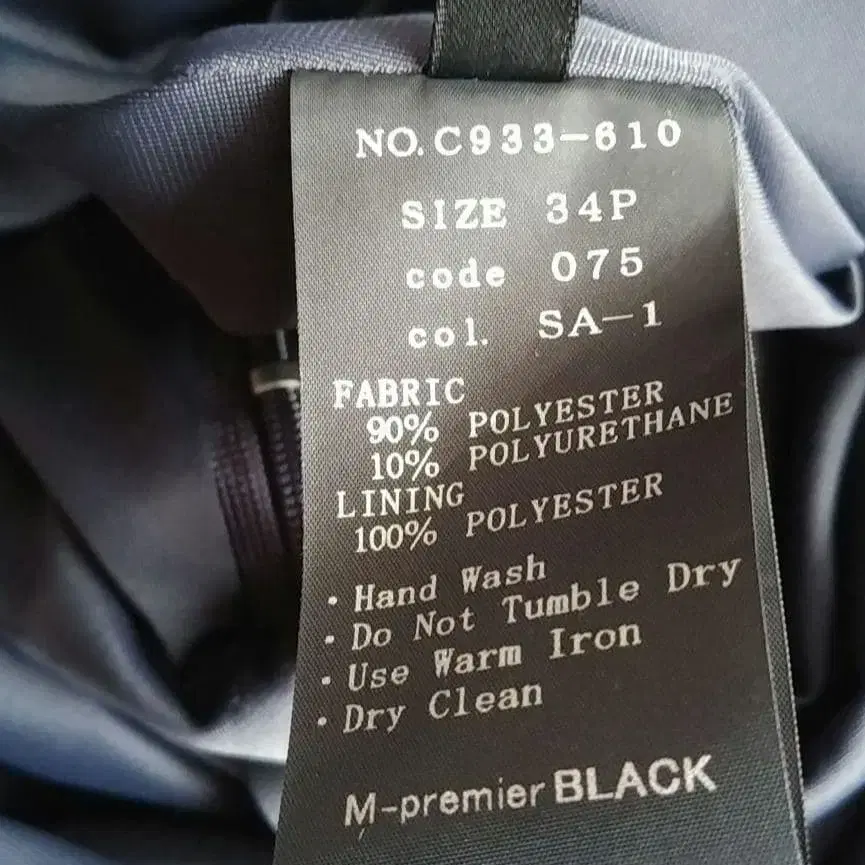 NO.C933-610
SIZE 34P
code 075
col. SA-1
FABRIC
90% POLYESTER
10% POLYURETHANE
LINING
100% POLYESTER
・Hand Wash
・Do Not Tumble Dry
・Use Warm Iron
・Dry Clean
M-premier BLACK